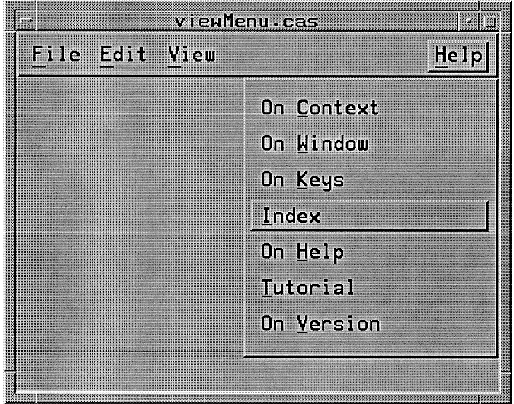 viewMenu.cas
File Edit View Help
On Context
On Window
On Keys
Index
On Help
Tutorial
On Version